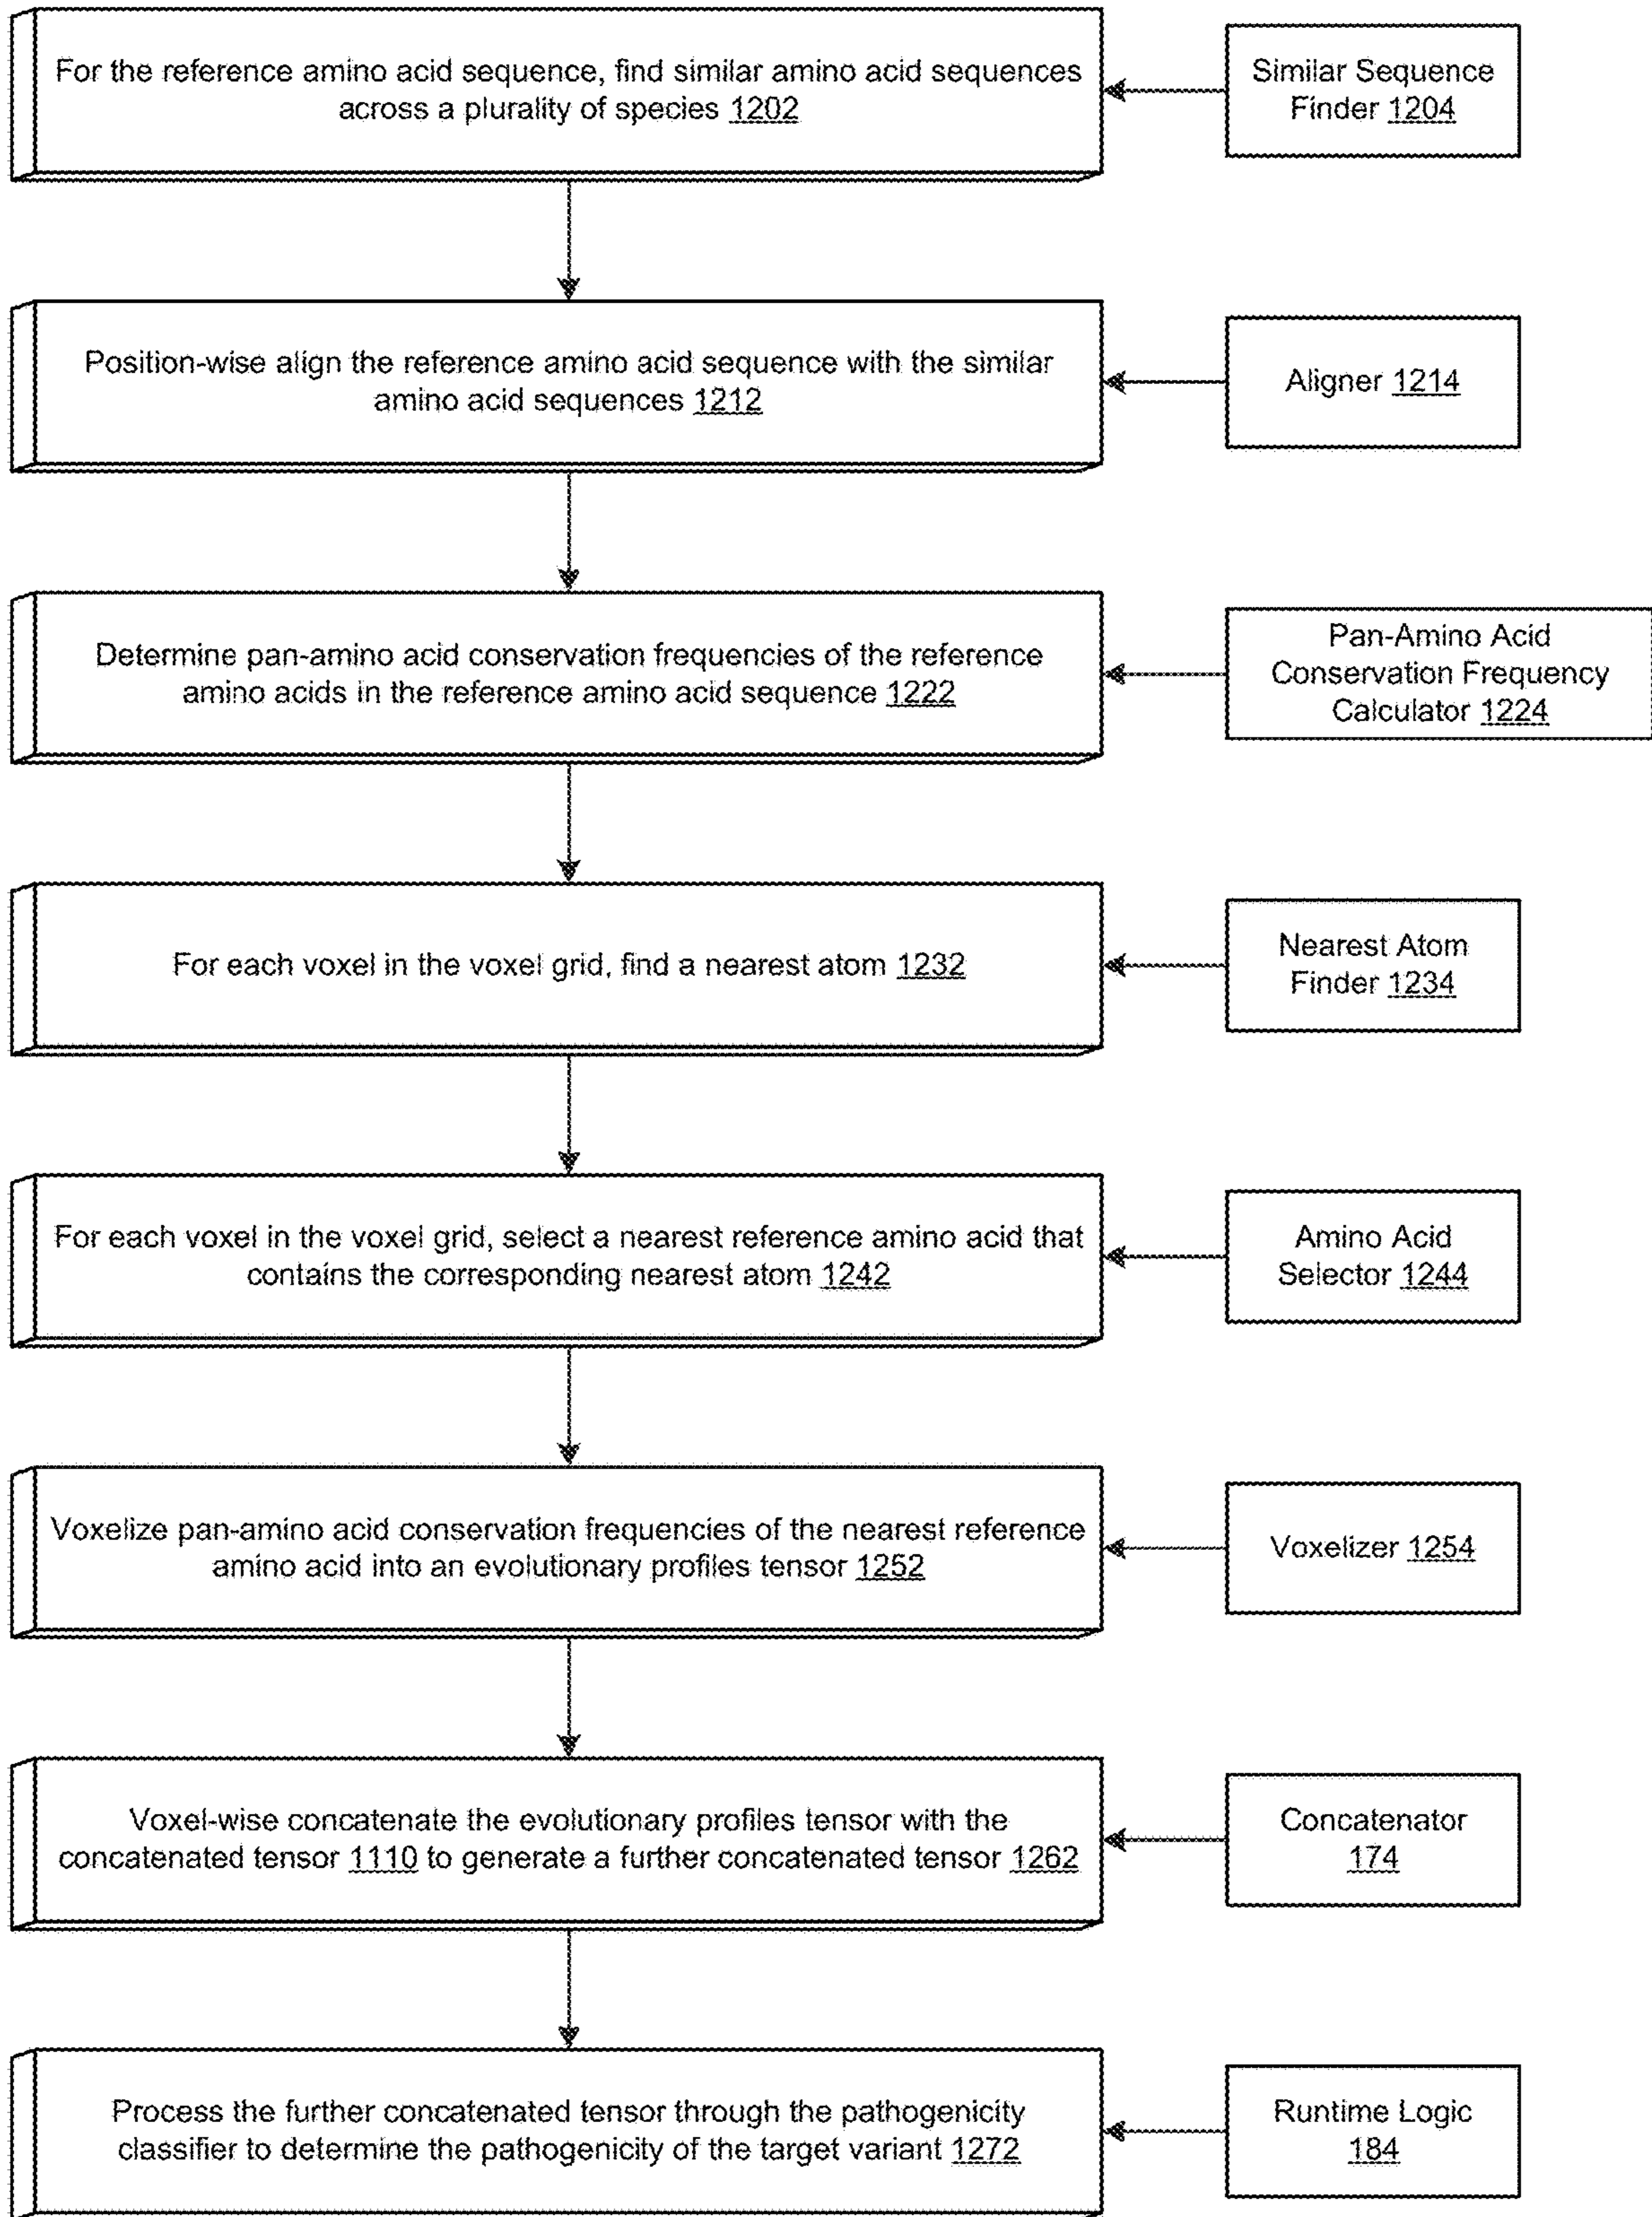 For the reference amino acid sequence, find similar amino acid sequences
across a plurality of species 1202
Similar Sequence
Finder 1204
Position-wise align the reference amino acid sequence with the similar
amino acid sequences 1212
Aligner 1214
Determine pan-amino acid conservation frequencies of the reference
amino acids in the reference amino acid sequence 1222
Pan-Amino Acid
Conservation Frequency
Calculator 1224
For each voxel in the voxel grid, find a nearest atom 1232
Nearest Atom
Finder 1234
For each voxel in the voxel grid, select a nearest reference amino acid that
contains the corresponding nearest atom 1242
Amino Acid
Selector 1244
Voxelize pan-amino acid conservation frequencies of the nearest reference
amino acid into an evolutionary profiles tensor 1252
Voxelizer 1254
Voxel-wise concatenate the evolutionary profiles tensor with the
concatenated tensor 1110 to generate a further concatenated tensor 1262
Concatenator
174
Process the further concatenated tensor through the pathogenicity
classifier to determine the pathogenicity of the target variant 1272
Runtime Logic
184